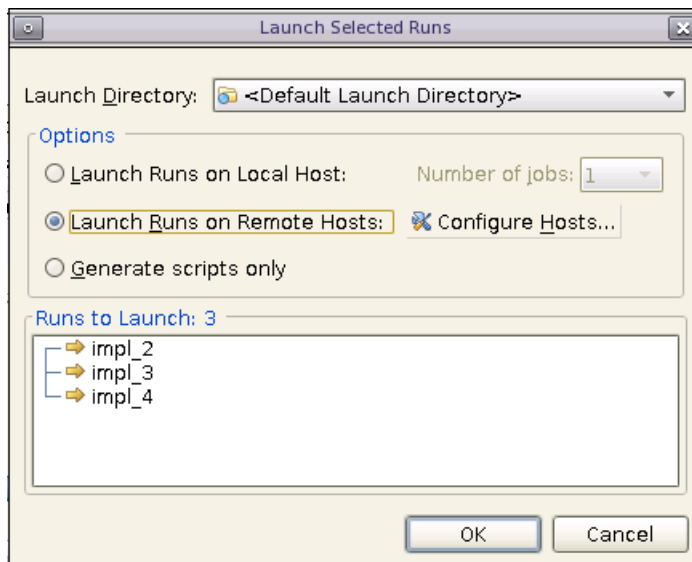 Launch Selected Runs
Launch Directory: <Default Launch Directory>
Options
Launch Runs on Local Host: Number of jobs: 1
Launch Runs on Remote Hosts: Configure Hosts...
Generate scripts only
Runs to Launch: 3
impl_2
impl_3
impl_4
OK Cancel